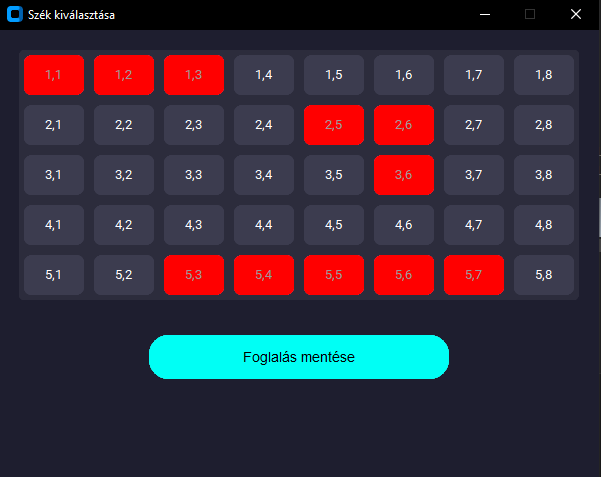 Szék kiválasztása
1,1 1,2 1,3 1,4 1,5 1,6 1,7 1,8
2,1 2,2 2,3 2,4 2,5 2,6 2,7 2,8
3,1 3,2 3,3 3,4 3,5 3,6 3,7 3,8
4,1 4,2 4,3 4,4 4,5 4,6 4,7 4,8
5,1 5,2 5,3 5,4 5,5 5,6 5,7 5,8
Foglalás mentése